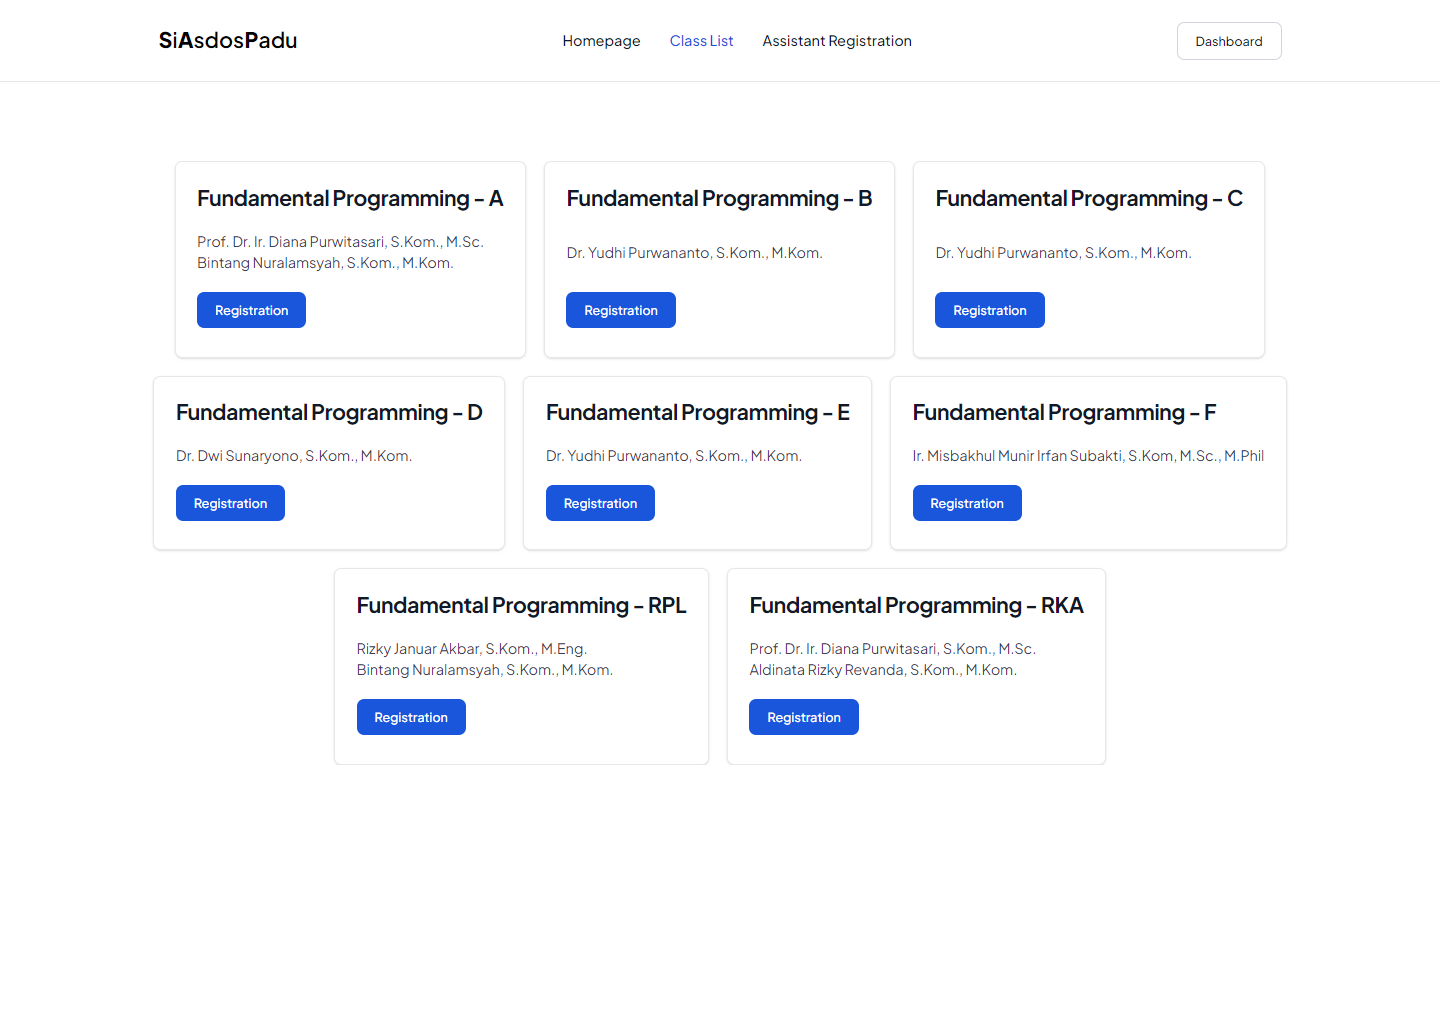 SiAsdosPadu
Homepage
Class List
Assistant Registration
Dashboard
Fundamental Programming - A
Prof. Dr. Ir. Diana Purwitasari, S.Kom., M.Sc.
Bintang Nuralamsyah, S.Kom., M.Kom.
Registration
Fundamental Programming - B
Dr. Yudhi Purwananto, S.Kom., M.Kom.
Registration
Fundamental Programming - C
Dr. Yudhi Purwananto, S.Kom., M.Kom.
Registration
Fundamental Programming - D
Dr. Dwi Sunaryono, S.Kom., M.Kom.
Registration
Fundamental Programming - E
Dr. Yudhi Purwananto, S.Kom., M.Kom.
Registration
Fundamental Programming - F
Ir. Misbakhul Munir Irfan Subakti, S.Kom, M.Sc., M.Phil
Registration
Fundamental Programming - RPL
Rizky Januar Akbar, S.Kom., M.Eng.
Bintang Nuralamsyah, S.Kom., M.Kom.
Registration
Fundamental Programming - RKA
Prof. Dr. Ir. Diana Purwitasari, S.Kom., M.Sc.
Aldinata Rizky Revanda, S.Kom., M.Kom.
Registration